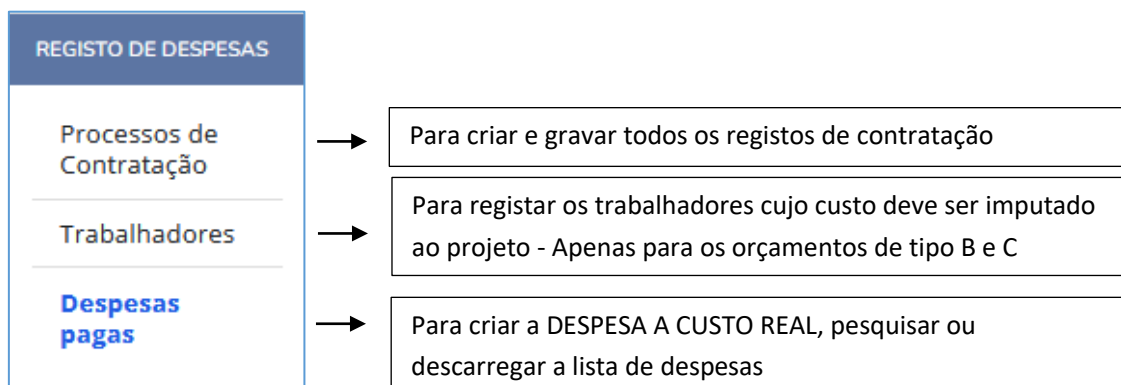 REGISTO DE DESPESAS
Processos de
Contratação
Para criar e gravar todos os registos de contratação
Trabalhadores
Para registar os trabalhadores cujo custo deve ser imputado
ao projeto - Apenas para os orçamentos de tipo B e C
Despesas
pagas
Para criar a DESPESA A CUSTO REAL, pesquisar ou
descarregar a lista de despesas